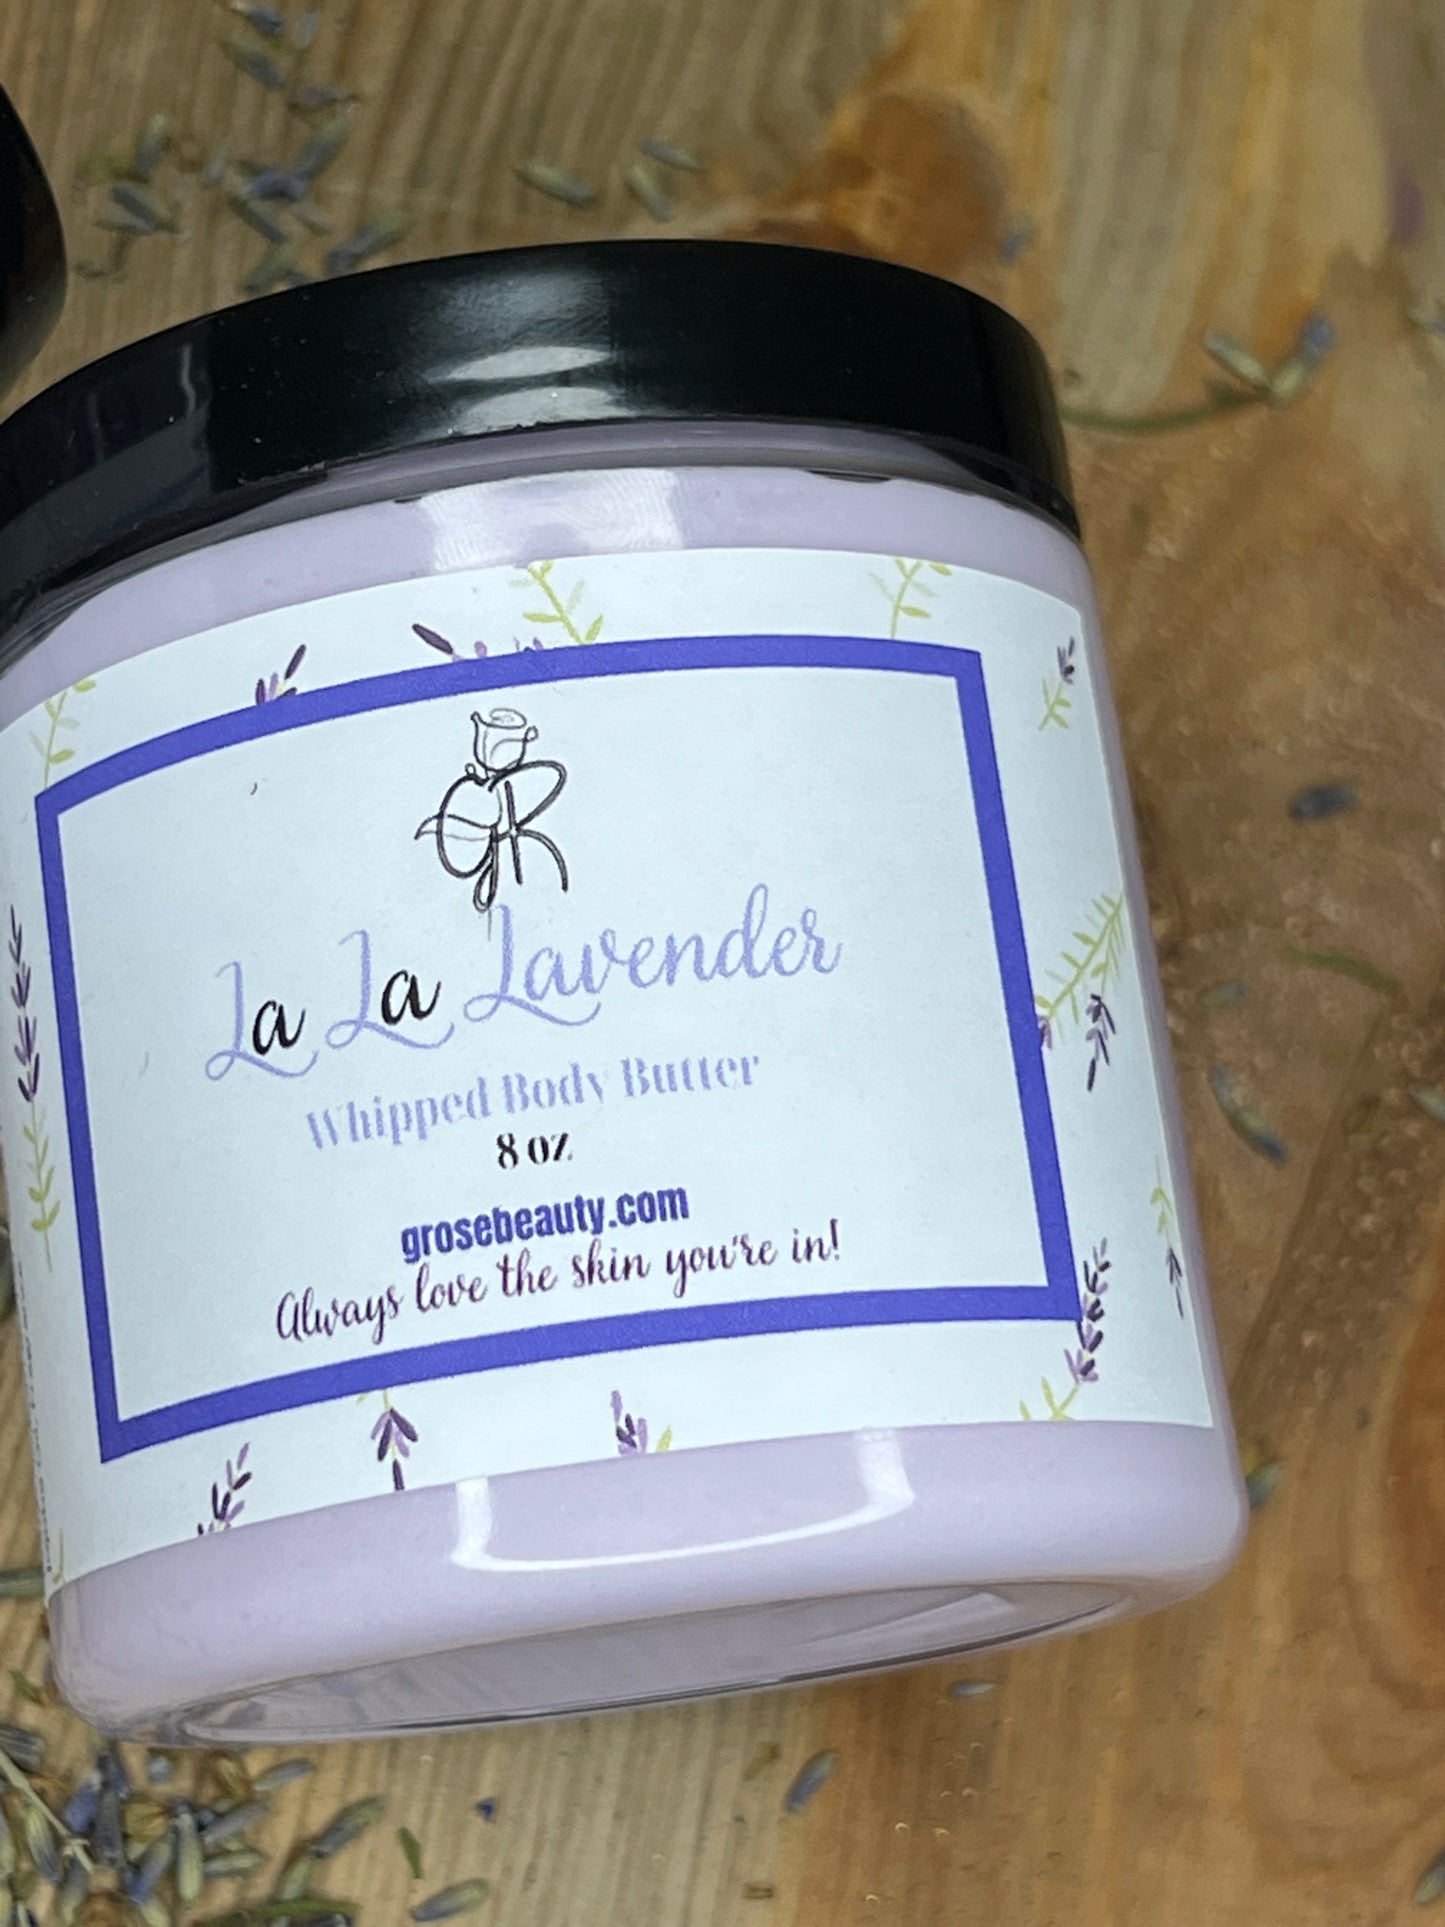 GR
La La Lavender
Whipped Body Butter
8 oz
grosebeauty.com
Always love the skin you're in!